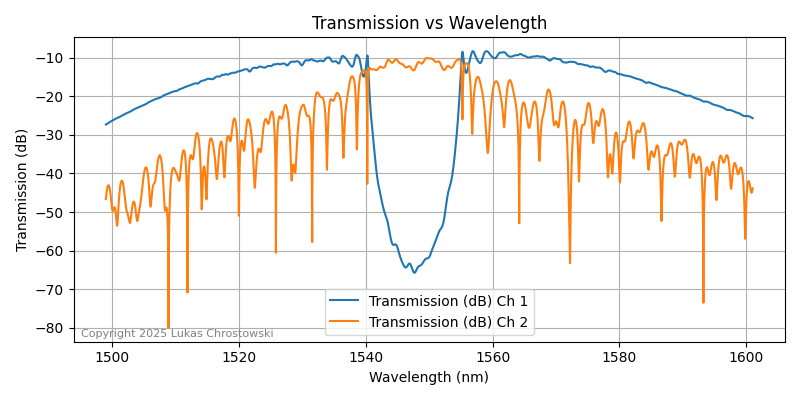 Transmission vs Wavelength
Transmission (dB)
−10
−20
−30
−40
−50
−60
−70
−80
Transmission (dB) Ch 1
Transmission (dB) Ch 2
Copyright 2025 Lukas Chrostowski
1500
1520
1540
1560
1580
1600
Wavelength (nm)